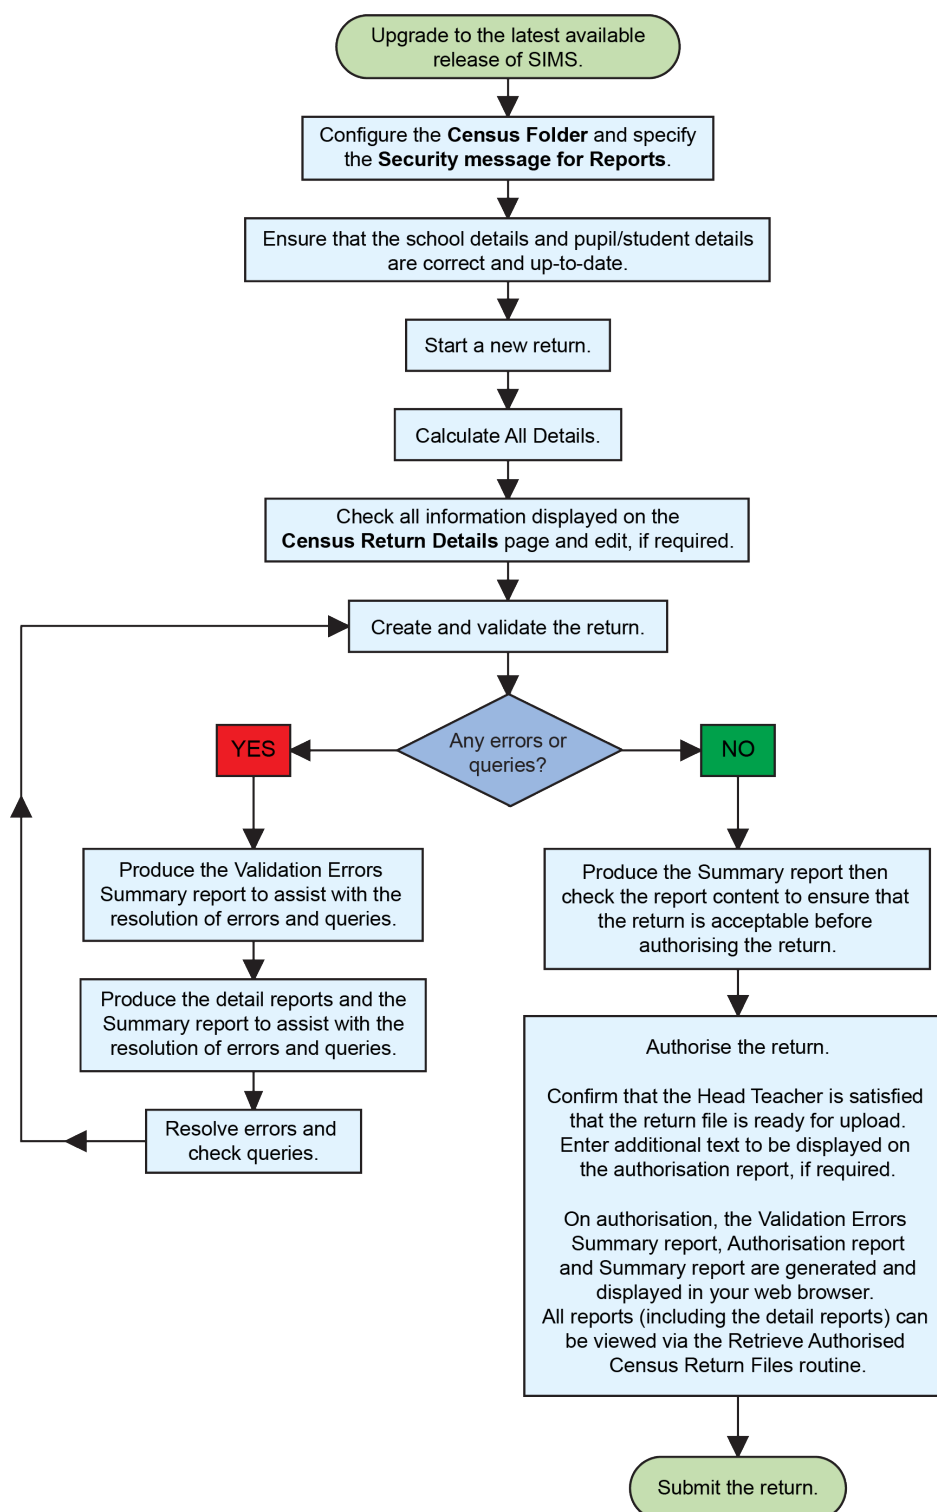 Upgrade to the latest available
release of SIMS.
Configure the Census Folder and specify
the Security message for Reports.
Ensure that the school details and pupil/student details
are correct and up-to-date.
Start a new return.
Calculate All Details.
Check all information displayed on the
Census Return Details page and edit, if required.
Create and validate the return.
Any errors or
queries?
YES
NO
Produce the Validation Errors
Summary report to assist with the
resolution of errors and queries.
Produce the detail reports and the
Summary report to assist with the
resolution of errors and queries.
Resolve errors and
check queries.
Produce the Summary report then
check the report content to ensure that
the return is acceptable before
authorising the return.
Authorise the return.
Confirm that the Head Teacher is satisfied
that the return file is ready for upload.
Enter additional text to be displayed on
the authorisation report, if required.
On authorisation, the Validation Errors
Summary report, Authorisation report
and Summary report are generated and
displayed in your web browser.
All reports (including the detail reports) can
be viewed via the Retrieve Authorised
Census Return Files routine.
Submit the return.